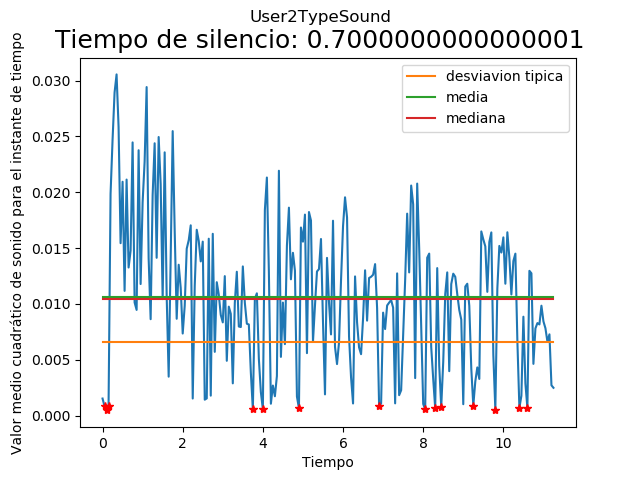 User2TypeSound
Tiempo de silencio: 0.7000000000000001
Valor medio cuadrático de sonido para el instante de tiempo
0.030
0.025
0.020
0.015
0.010
0.005
0.000
desviavion tipica
media
mediana
0 2 4 6 8 10
Tiempo